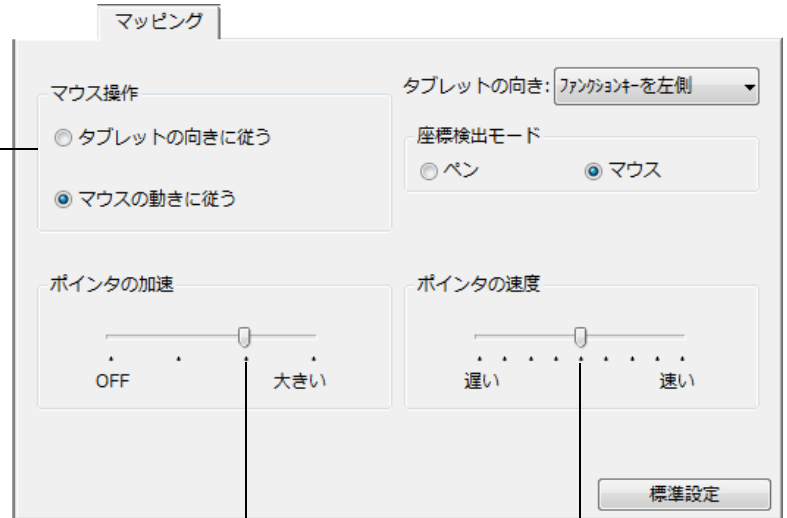 マッピング
マウス操作
タブレットの向きに従う
マウスの動きに従う
タブレットの向き: ﾌｧﾝｸｼｮﾝｷｰを左側
座標検出モード
ペン マウス
ポインタの加速
OFF 大きい
ポインタの速度
遅い 速い
標準設定